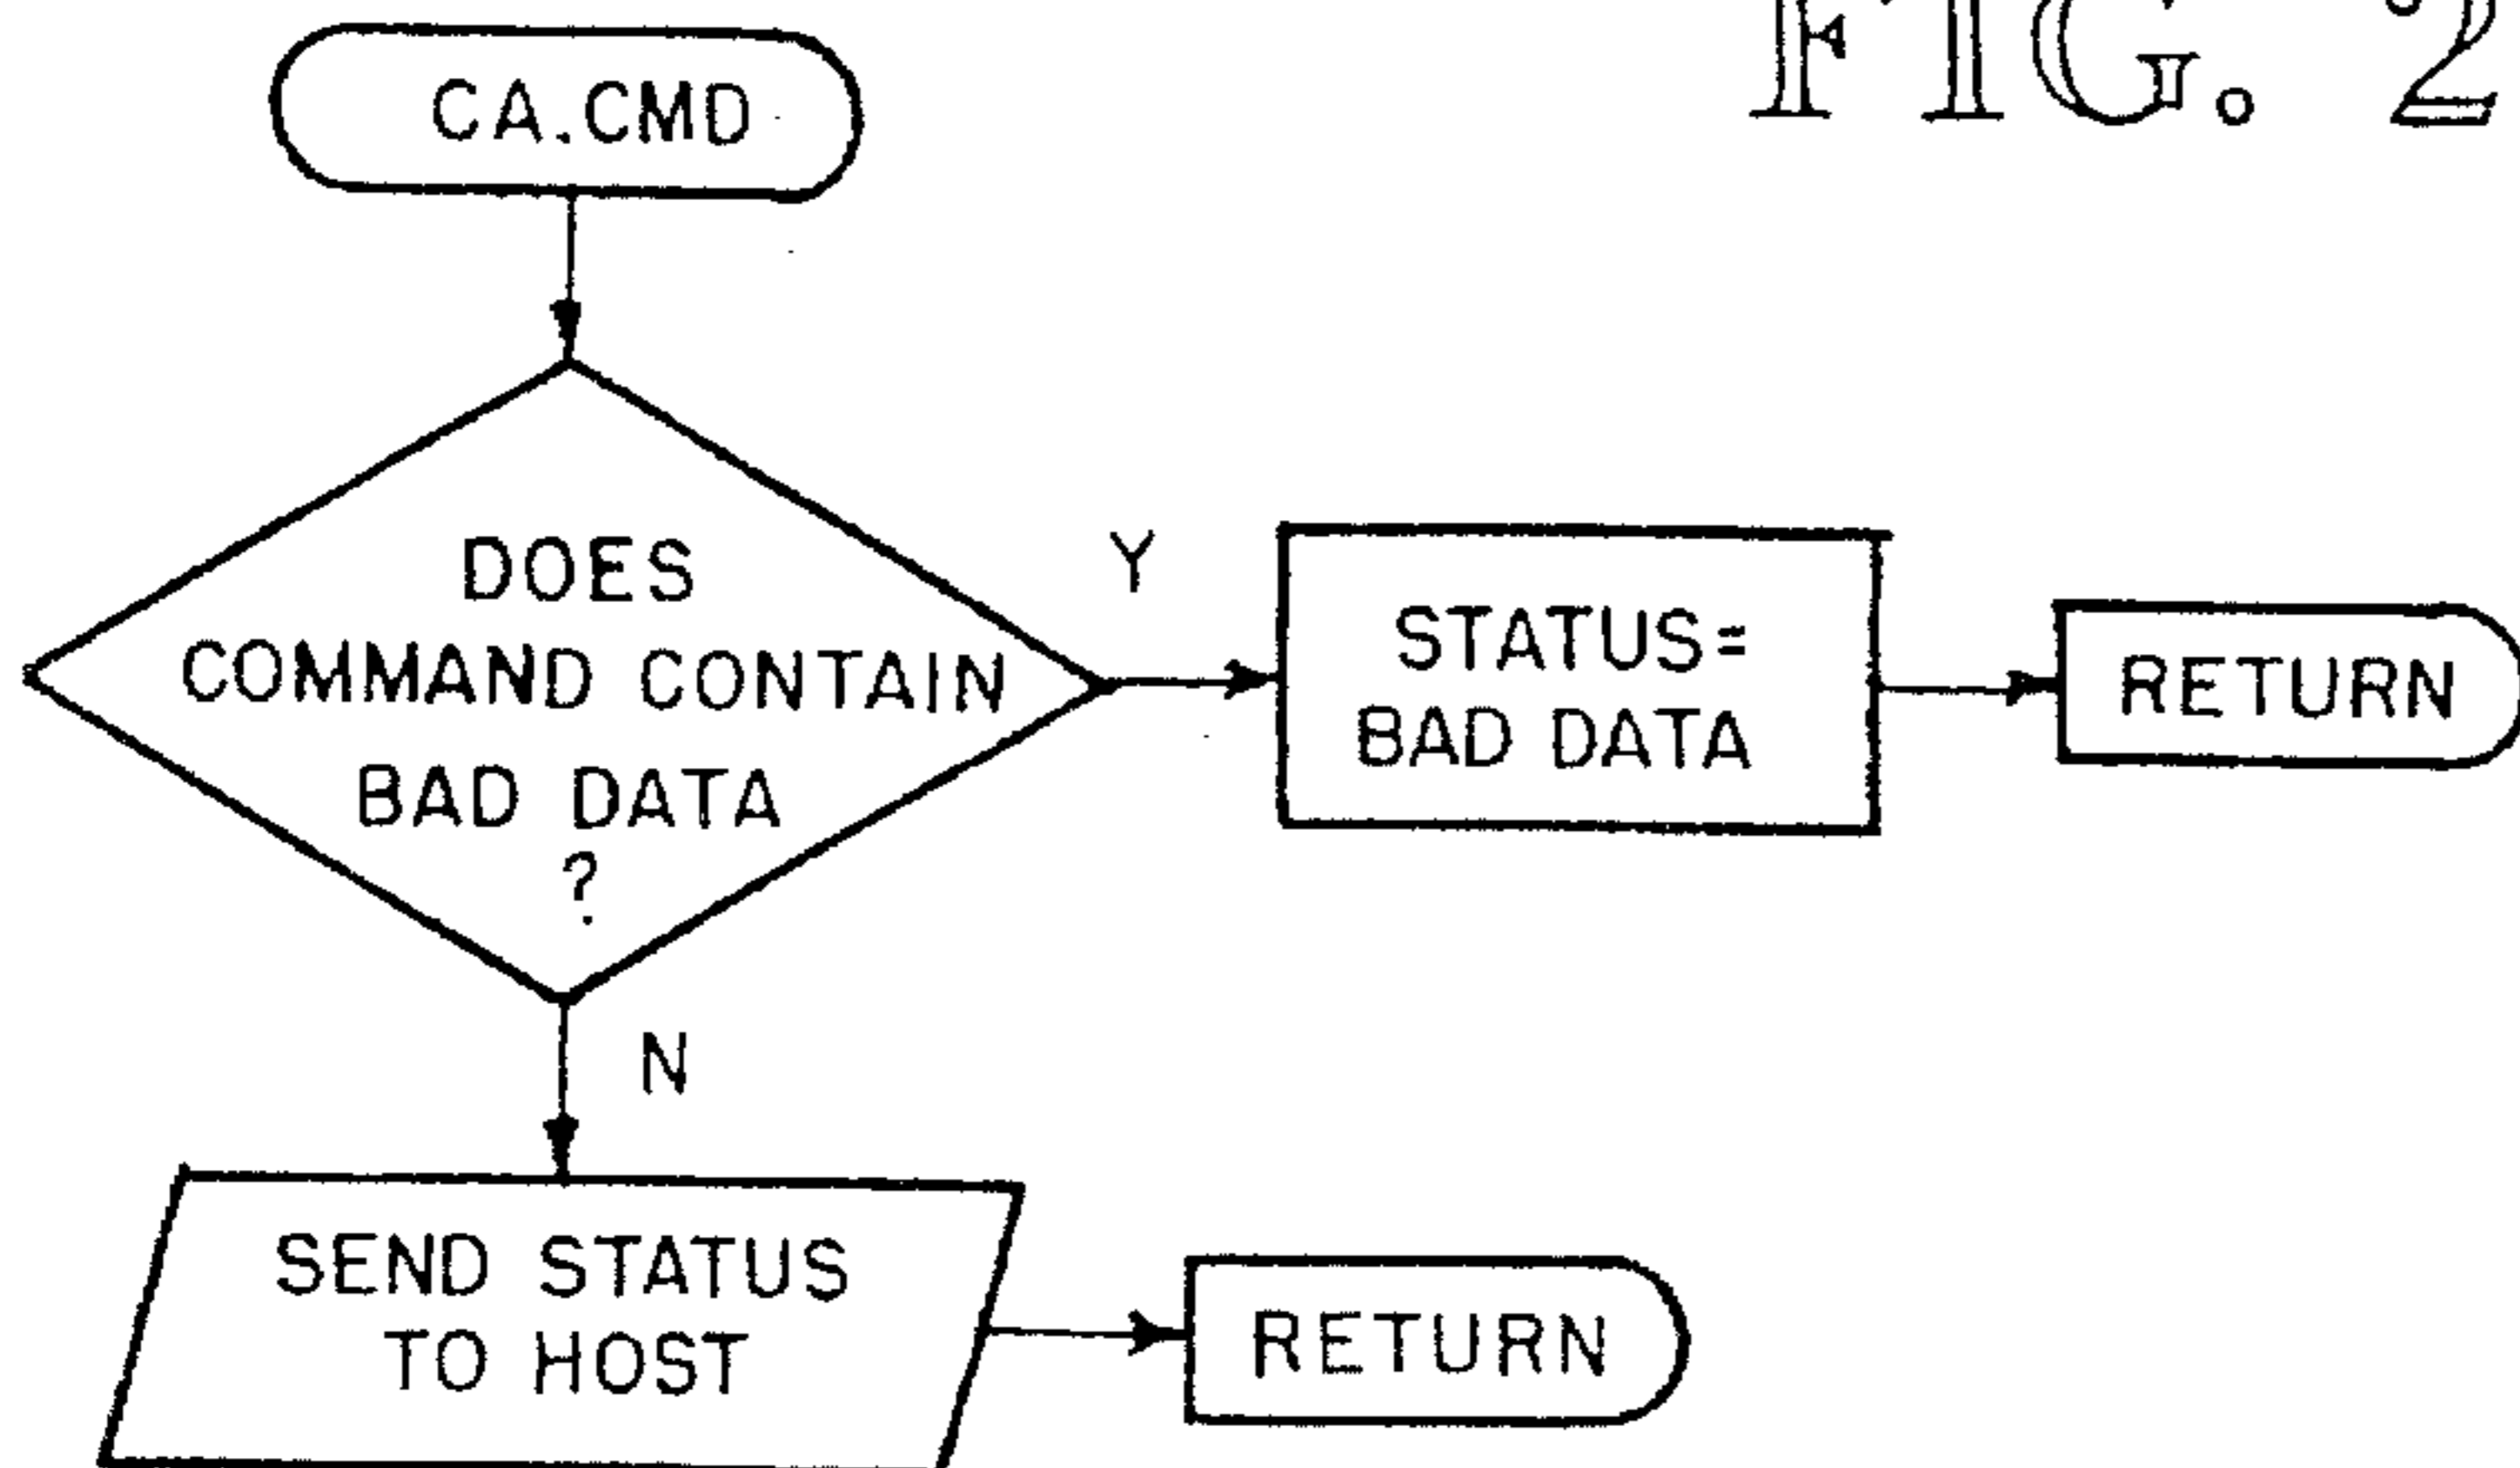 FIG. 2
CA.CMD
DOES
COMMAND CONTAIN
BAD DATA
?
Y
STATUS=
BAD DATA
RETURN
N
SEND STATUS
TO HOST
RETURN